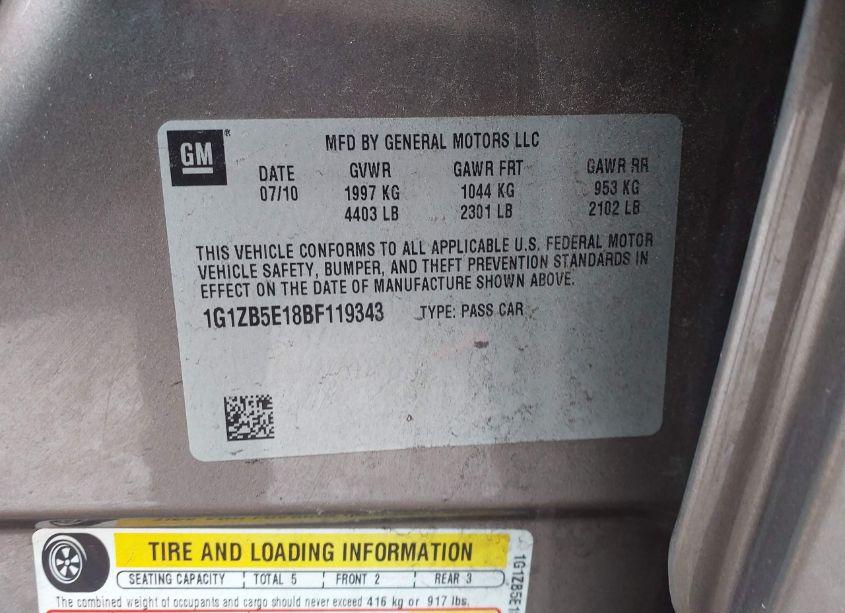 GM®
MFD BY GENERAL MOTORS LLC
DATE GVWR GAWR FRT GAWR RR
07/10 1997 KG 1044 KG 953 KG
4403 LB 2301 LB 2102 LB
THIS VEHICLE CONFORMS TO ALL APPLICABLE U.S. FEDERAL MOTOR
VEHICLE SAFETY, BUMPER, AND THEFT PREVENTION STANDARDS IN
EFFECT ON THE DATE OF MANUFACTURE SHOWN ABOVE.
1G1ZB5E18BF119343 TYPE: PASS CAR
TIRE AND LOADING INFORMATION
SEATING CAPACITY TOTAL 5 FRONT 2 REAR 3
The combined weight of occupants and cargo should never exceed 416 kg or 917 lbs.
1G1ZB5E1